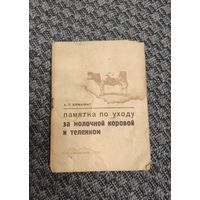 памятка по уходу
за молочной коровой
и теленком